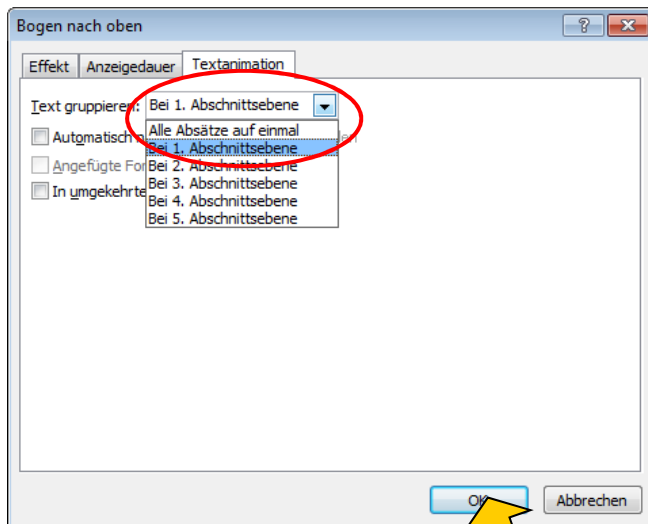 Bogen nach oben
Effekt Anzeigedauer Textanimation
Text gruppieren: Bei 1. Abschnittsebene
Alle Absätze auf einmal
Automatisch
Bei 1. Abschnittsebene
Angefügte
Bei 2. Abschnittsebene
Bei 3. Abschnittsebene
In umgekehrte
Bei 4. Abschnittsebene
Bei 5. Abschnittsebene
OK Abbrechen